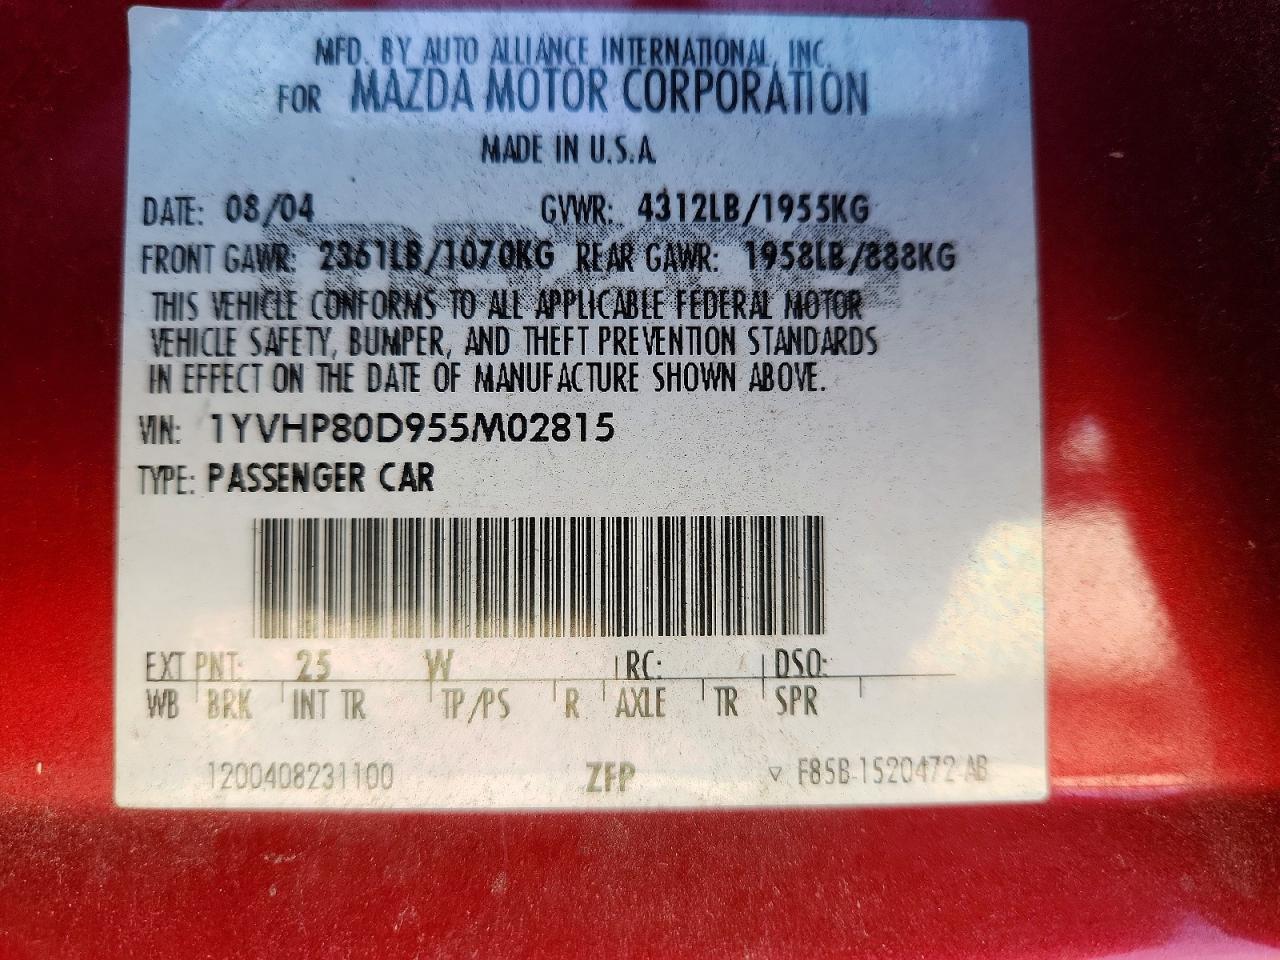 MFD. BY AUTO ALLIANCE INTERNATIONAL, INC.
FOR MAZDA MOTOR CORPORATION
MADE IN U.S.A.
DATE: 08/04 GVWR: 4312LB/1955KG
FRONT GAWR: 2361LB/1070KG REAR GAWR: 1958LB/888KG
THIS VEHICLE CONFORMS TO ALL APPLICABLE FEDERAL MOTOR
VEHICLE SAFETY, BUMPER, AND THEFT PREVENTION STANDARDS
IN EFFECT ON THE DATE OF MANUFACTURE SHOWN ABOVE.
VIN: 1YVHP80D955M02815
TYPE: PASSENGER CAR
EXT PNT: 25 W RC: DSO:
WB BRK INT TR TP/PS R AXLE TR SPR
1200408231100 ZFP ▽ F85B-1520472-AB